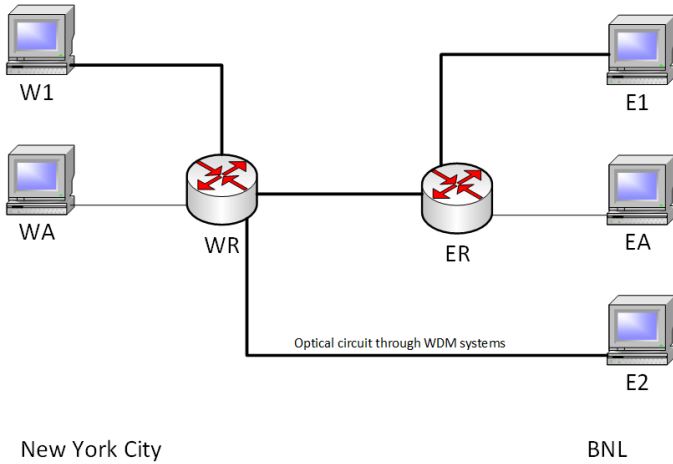 W1
E1
WA
WR
ER
EA
Optical circuit through WDM systems
E2
New York City
BNL